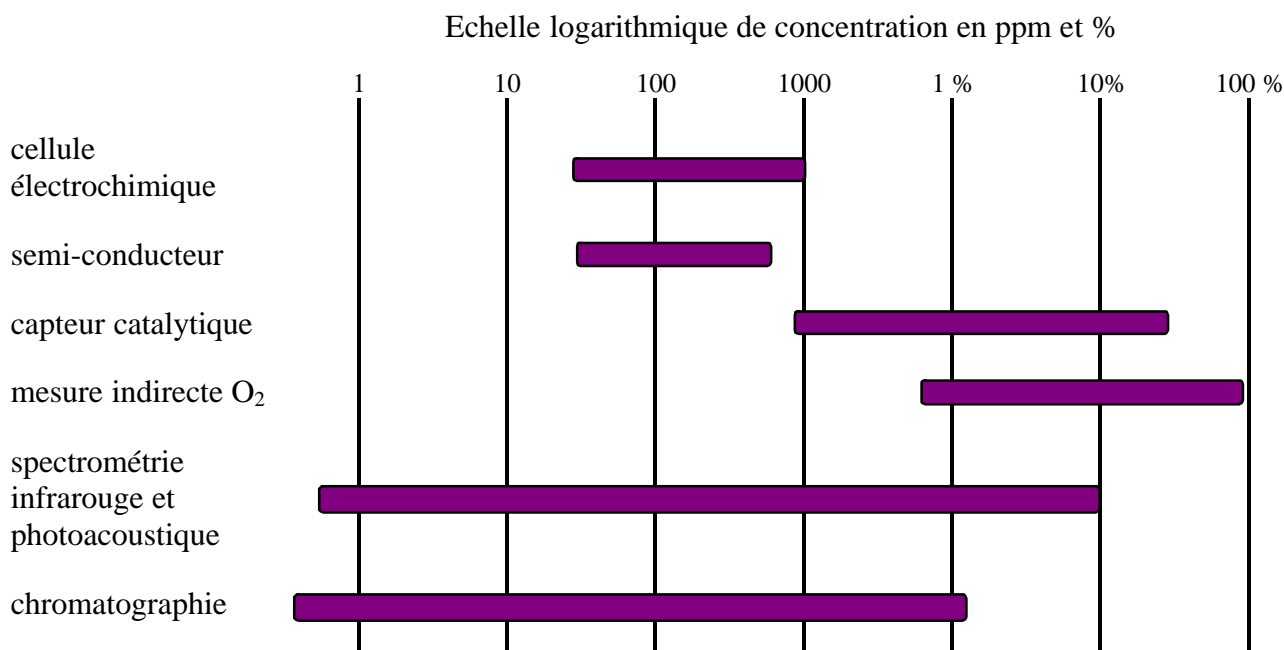 Echelle logarithmique de concentration en ppm et %
1 10 100 1000 1 % 10% 100 %
cellule
électrochimique
semi-conducteur
capteur catalytique
mesure indirecte O₂
spectrométrie
infrarouge et
photoacoustique
chromatographie